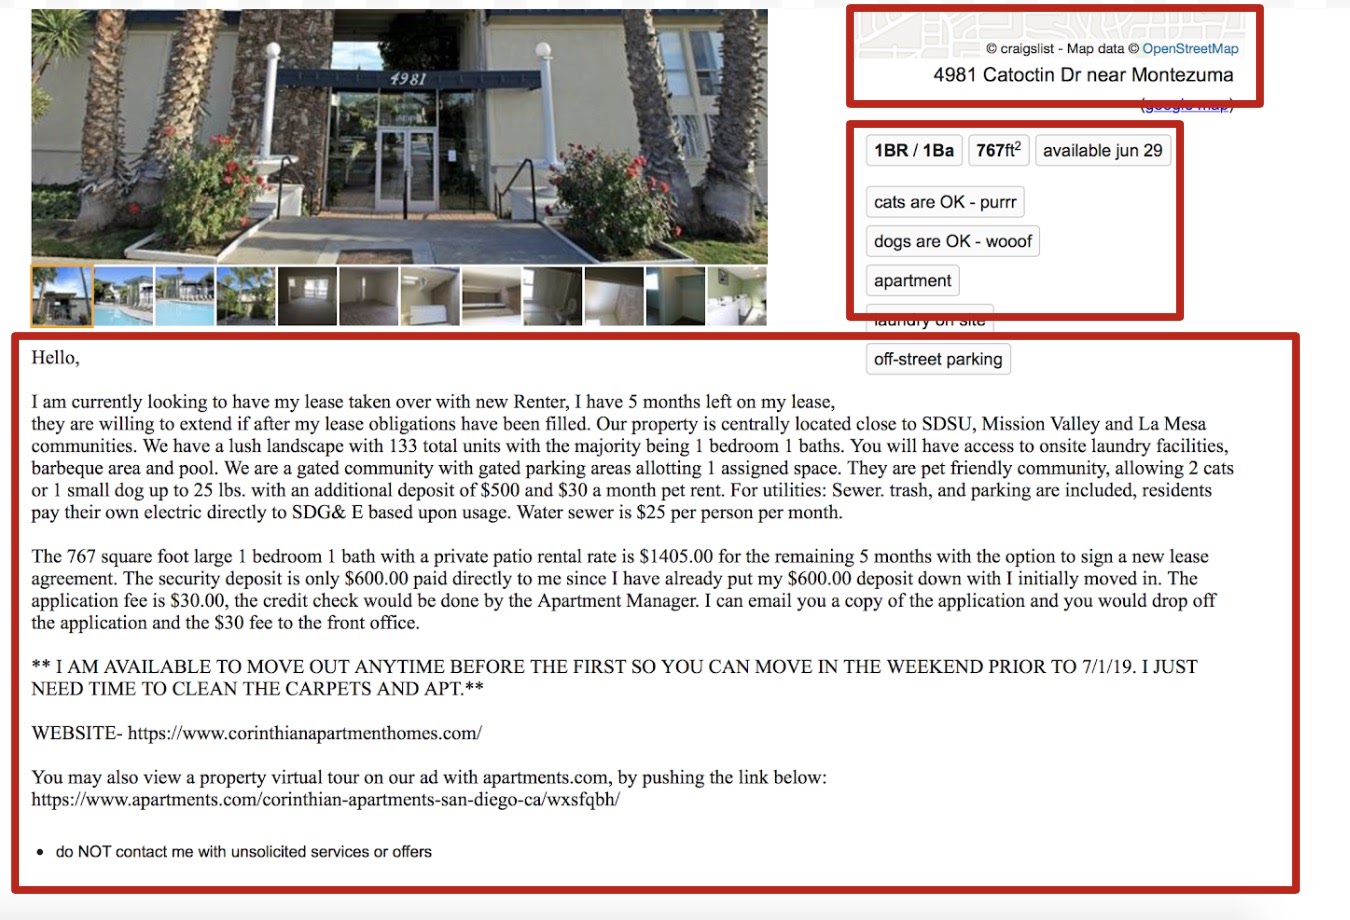 4981
© craigslist - Map data © OpenStreetMap
4981 Catoctin Dr near Montezuma
(google map)
1BR / 1Ba 767ft² available jun 29
cats are OK - purrr
dogs are OK - wooof
apartment
laundry on site
off-street parking
Hello,
I am currently looking to have my lease taken over with new Renter, I have 5 months left on my lease,
they are willing to extend if after my lease obligations have been filled. Our property is centrally located close to SDSU, Mission Valley and La Mesa
communities. We have a lush landscape with 133 total units with the majority being 1 bedroom 1 baths. You will have access to onsite laundry facilities,
barbeque area and pool. We are a gated community with gated parking areas allotting 1 assigned space. They are pet friendly community, allowing 2 cats
or 1 small dog up to 25 lbs. with an additional deposit of $500 and $30 a month pet rent. For utilities: Sewer. trash, and parking are included, residents
pay their own electric directly to SDG& E based upon usage. Water sewer is $25 per person per month.
The 767 square foot large 1 bedroom 1 bath with a private patio rental rate is $1405.00 for the remaining 5 months with the option to sign a new lease
agreement. The security deposit is only $600.00 paid directly to me since I have already put my $600.00 deposit down with I initially moved in. The
application fee is $30.00, the credit check would be done by the Apartment Manager. I can email you a copy of the application and you would drop off
the application and the $30 fee to the front office.
** I AM AVAILABLE TO MOVE OUT ANYTIME BEFORE THE FIRST SO YOU CAN MOVE IN THE WEEKEND PRIOR TO 7/1/19. I JUST
NEED TIME TO CLEAN THE CARPETS AND APT.**
WEBSITE- https://www.corinthianapartmenthomes.com/
You may also view a property virtual tour on our ad with apartments.com, by pushing the link below:
https://www.apartments.com/corinthian-apartments-san-diego-ca/wxsfqbh/
• do NOT contact me with unsolicited services or offers